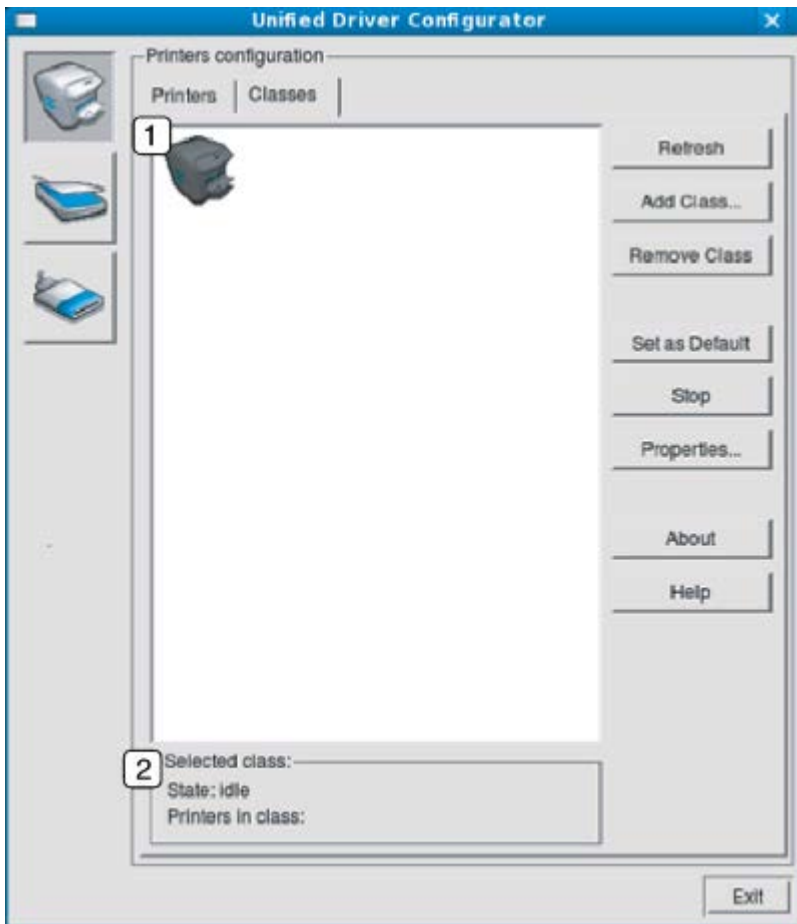 Unified Driver Configurator
Printers configuration
Printers
Classes
1
Refresh
Add Class...
Remove Class
Set as Default
Stop
Properties...
About
Help
2
Selected class:
State: idle
Printers in class:
Exit